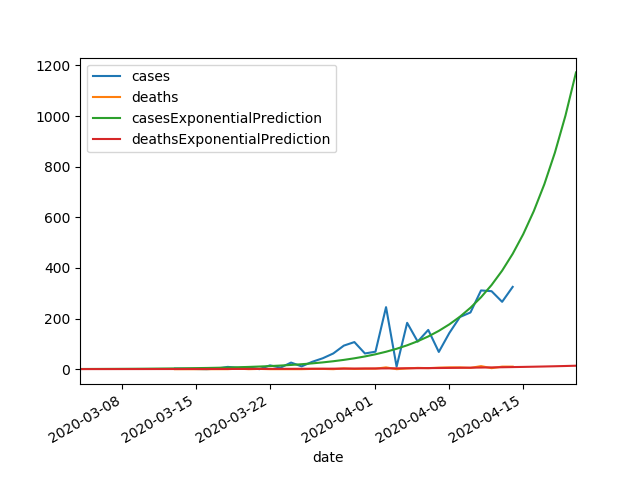 1200
1000
800
600
400
200
0
cases
deaths
casesExponentialPrediction
deathsExponentialPrediction
2020-03-08
2020-03-15
2020-03-22
2020-04-01
2020-04-08
2020-04-15
date